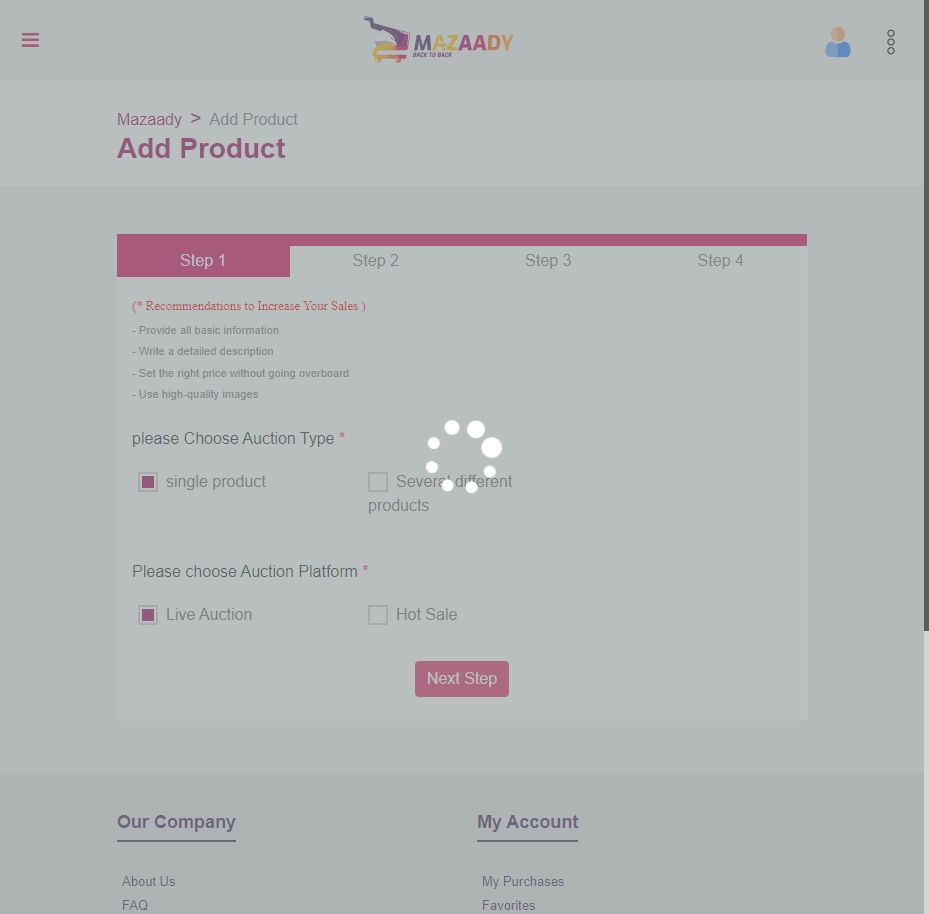 MAZAADY
BACK TO BACK
Mazaady > Add Product
Add Product
Step 1 Step 2 Step 3 Step 4
(* Recommendations to Increase Your Sales )
- Provide all basic information
- Write a detailed description
- Set the right price without going overboard
- Use high-quality images
please Choose Auction Type *
single product Several different
products
Please choose Auction Platform *
Live Auction Hot Sale
Next Step
Our Company My Account
About Us My Purchases
FAQ Favorites